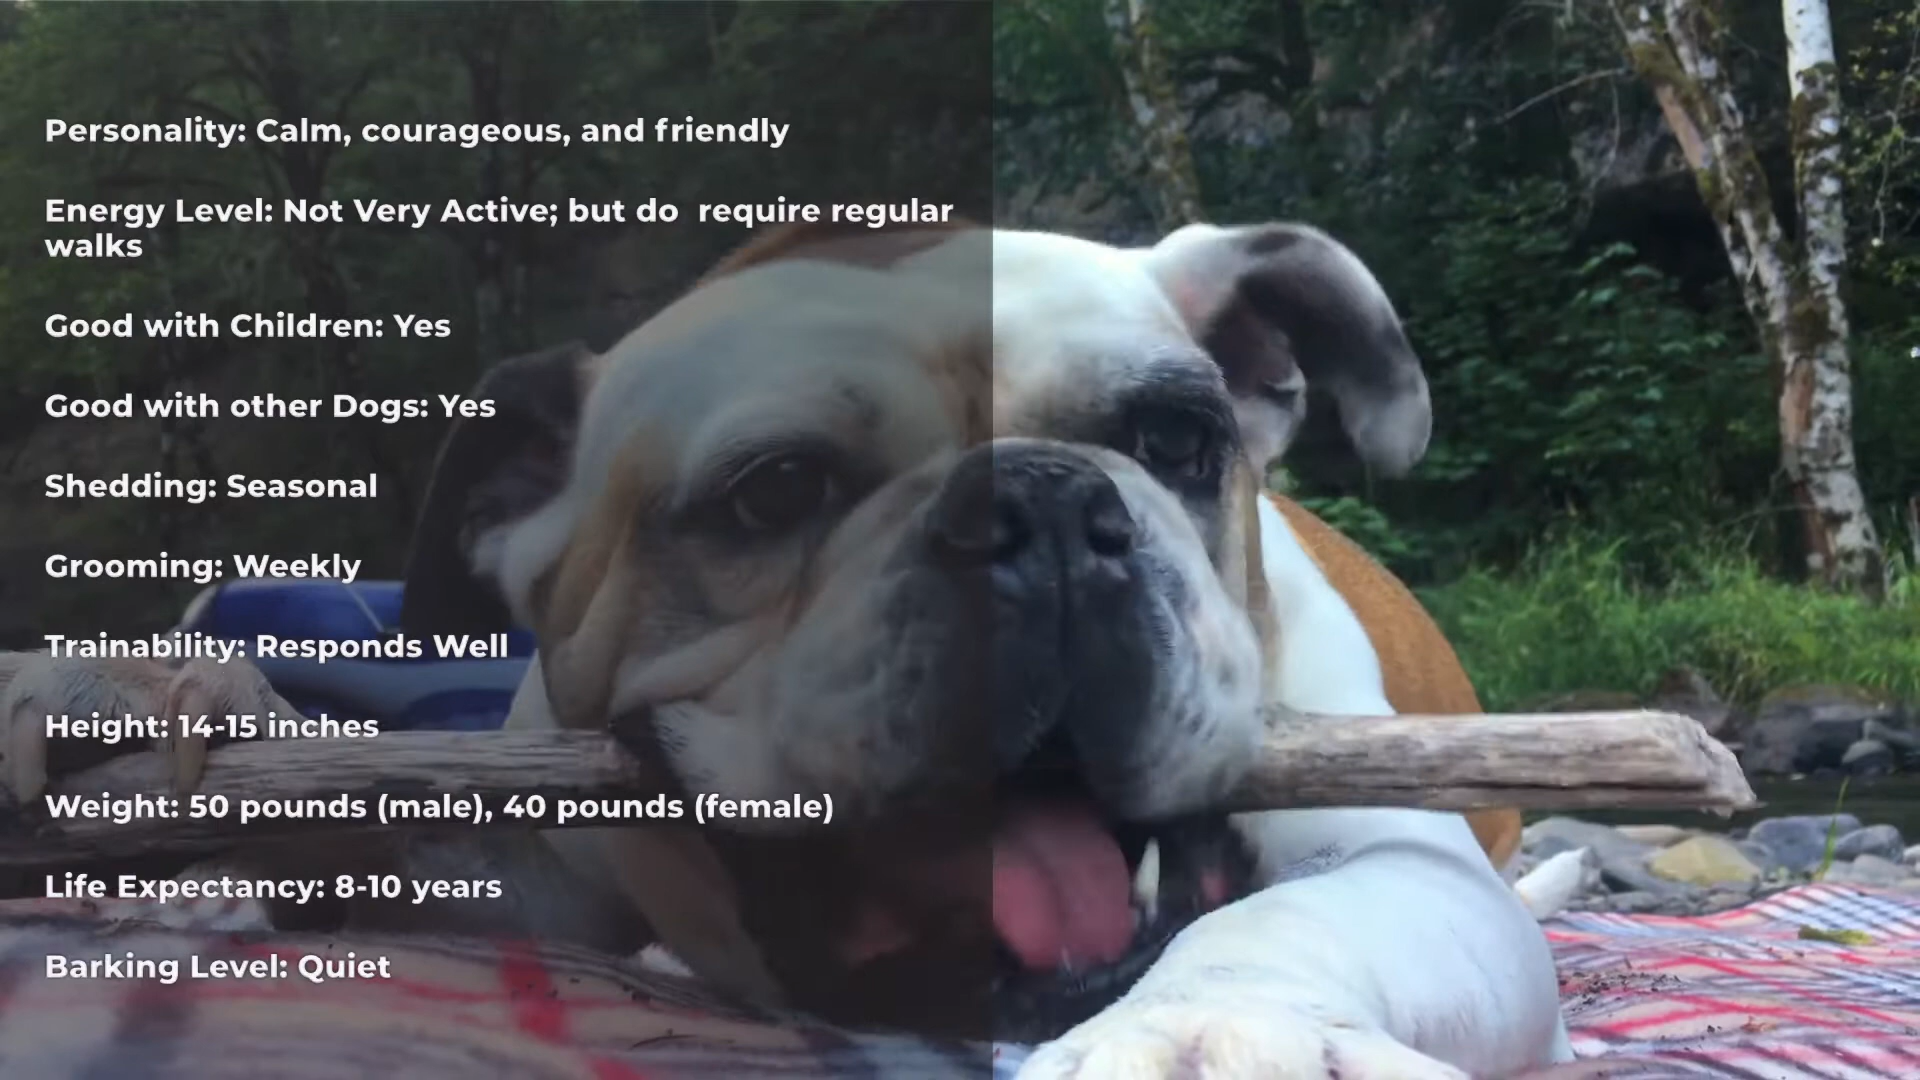 Personality: Calm, courageous, and friendly
Energy Level: Not Very Active; but do  require regular
walks
Good with Children: Yes
Good with other Dogs: Yes
Shedding: Seasonal
Grooming: Weekly
Trainability: Responds Well
Height: 14-15 inches
Weight: 50 pounds (male), 40 pounds (female)
Life Expectancy: 8-10 years
Barking Level: Quiet